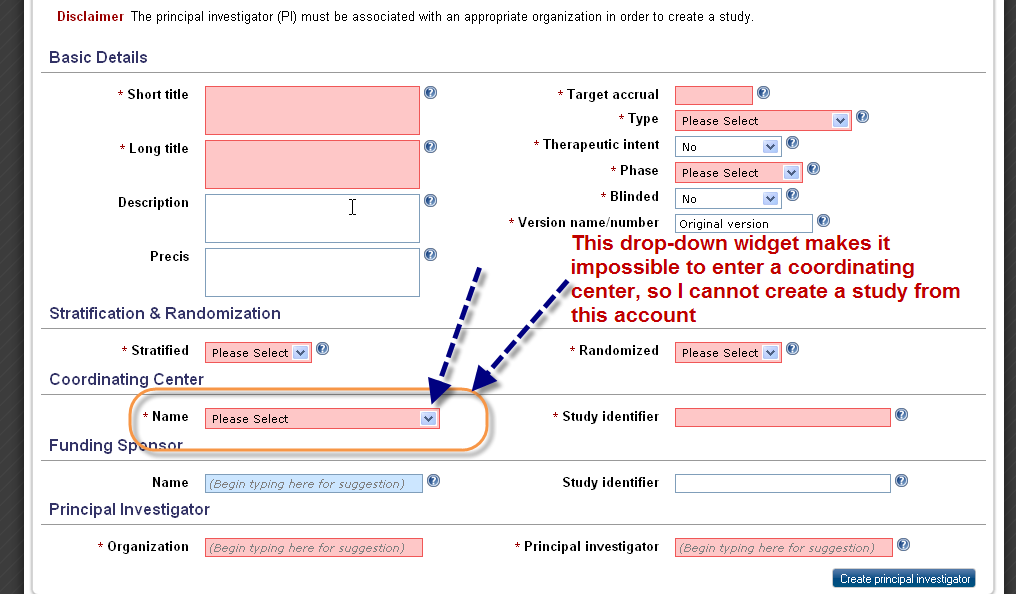 Disclaimer The principal investigator (PI) must be associated with an appropriate organization in order to create a study.
Basic Details
* Short title
* Long title
Description
Precis
* Target accrual
* Type Please Select
* Therapeutic intent No
* Phase Please Select
* Blinded No
* Version name/number Original version
This drop-down widget makes it
impossible to enter a coordinating
center, so I cannot create a study from
this account
Stratification & Randomization
* Stratified Please Select
* Randomized Please Select
Coordinating Center
* Name Please Select
* Study identifier
Funding Sponsor
Name (Begin typing here for suggestion)
Study identifier
Principal Investigator
* Organization (Begin typing here for suggestion)
* Principal investigator (Begin typing here for suggestion)
Create principal investigator